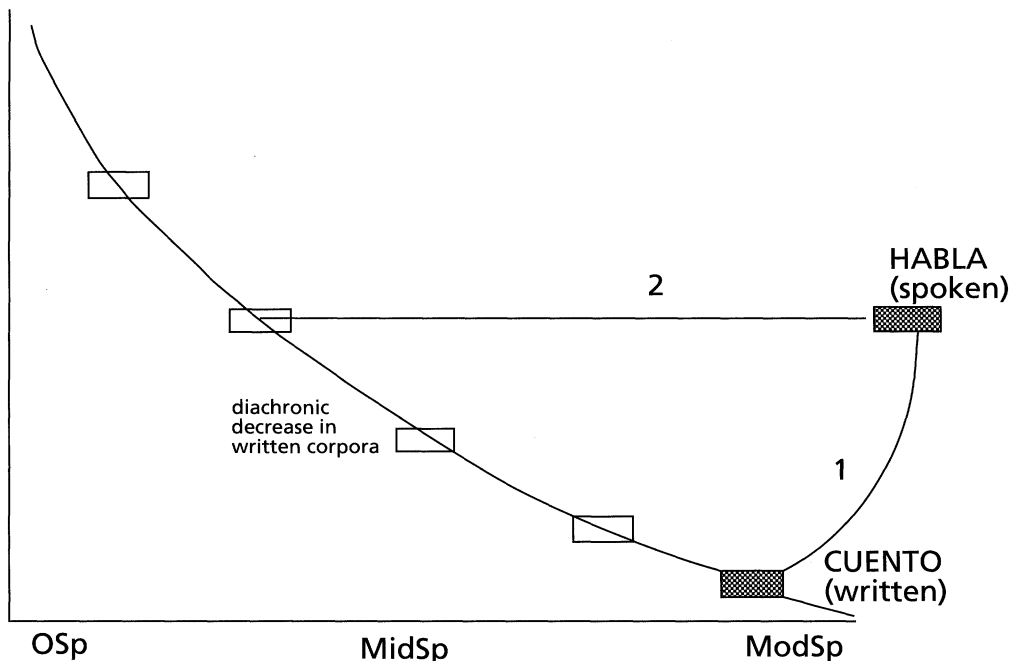 HABLA
(spoken)
2
diachronic
decrease in
written corpora
1
CUENTO
(written)
OSp
MidSp
ModSp